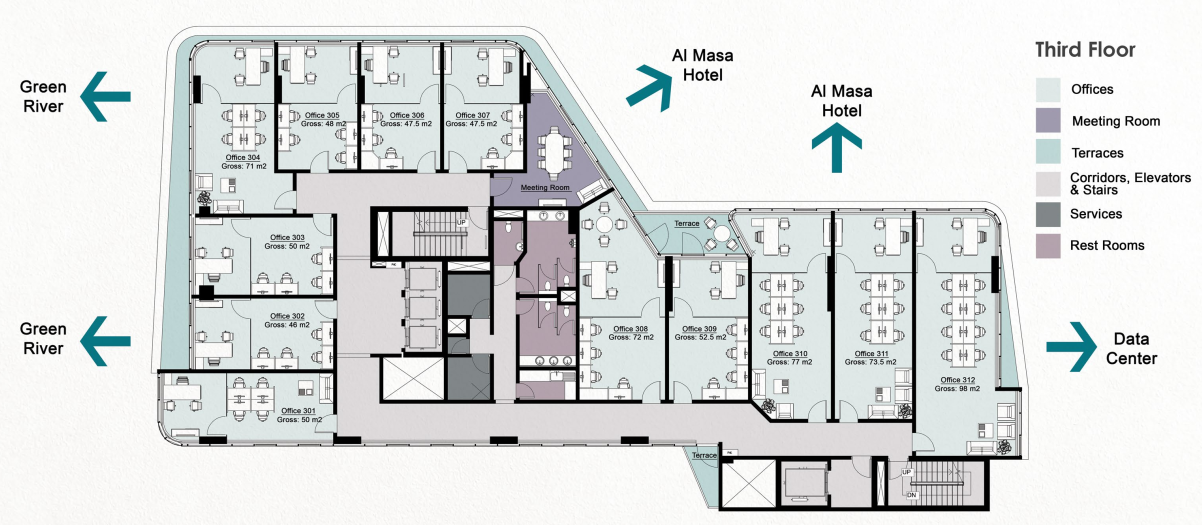 Third Floor
Offices
Meeting Room
Terraces
Corridors, Elevators
& Stairs
Services
Rest Rooms
Green
River
Al Masa
Hotel
Al Masa
Hotel
Green
River
Data
Center
Office 304
Gross: 71 m2
Office 305
Gross: 48 m2
Office 306
Gross: 47.5 m2
Office 307
Gross: 47.5 m2
Meeting Room
UP
Terrace
Office 303
Gross: 50 m2
Office 302
Gross: 46 m2
Office 301
Gross: 50 m2
Office 308
Gross: 72 m2
Office 309
Gross: 52.5 m2
Office 310
Gross: 77 m2
Office 311
Gross: 73.5 m2
Office 312
Gross: 98 m2
Terrace
UP
DN